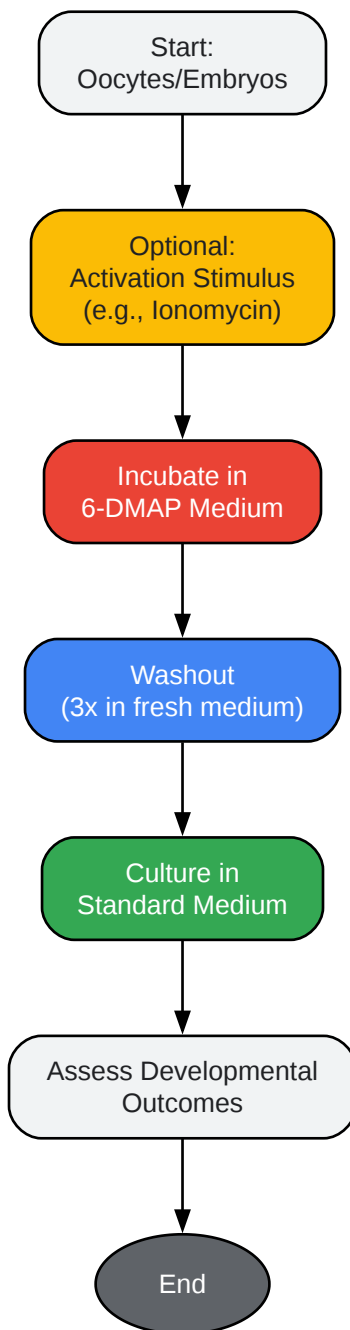 Start:
Oocytes/Embryos
Optional:
Activation Stimulus
(e.g., Ionomycin)
Incubate in
6-DMAP Medium
Washout
(3x in fresh medium)
Culture in
Standard Medium
Assess Developmental
Outcomes
End